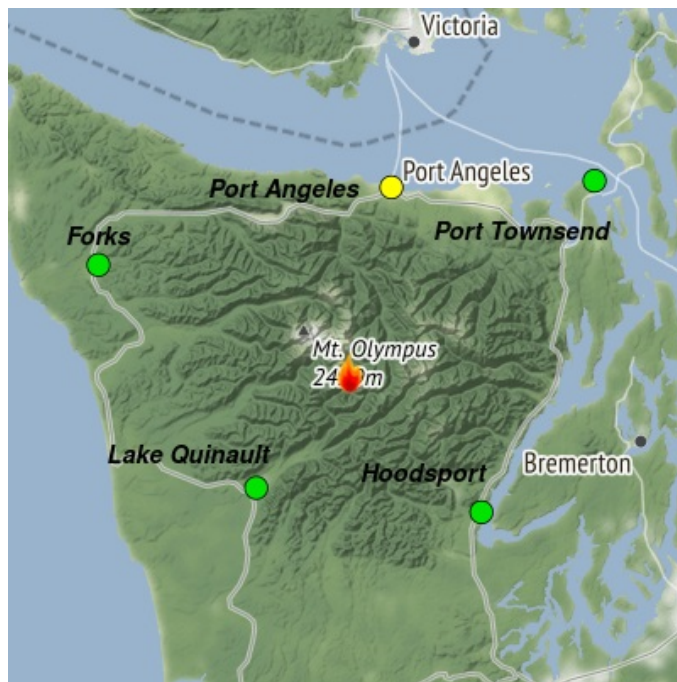 Victoria
Port Angeles
Port Angeles
Port Townsend
Forks
Mt. Olympus
Lake Quinault
Hoodsport
Bremerton